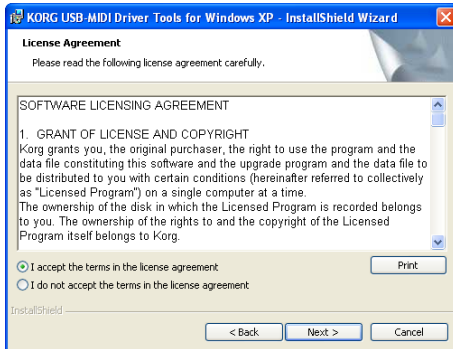 KORG USB-MIDI Driver Tools for Windows XP - InstallShield Wizard
License Agreement
Please read the following license agreement carefully.
SOFTWARE LICENSING AGREEMENT
1. GRANT OF LICENSE AND COPYRIGHT
Korg grants you, the original purchaser, the right to use the program and the
data file constituting this software and the upgrade program and the data file to
be distributed to you with certain conditions (hereinafter referred to collectively
as "Licensed Program") on a single computer at a time.
The ownership of the disk in which the Licensed Program is recorded belongs
to you. The ownership of the rights to and the copyright of the Licensed
Program itself belongs to Korg.
I accept the terms in the license agreement
Print
I do not accept the terms in the license agreement
InstallShield
< Back
Next >
Cancel